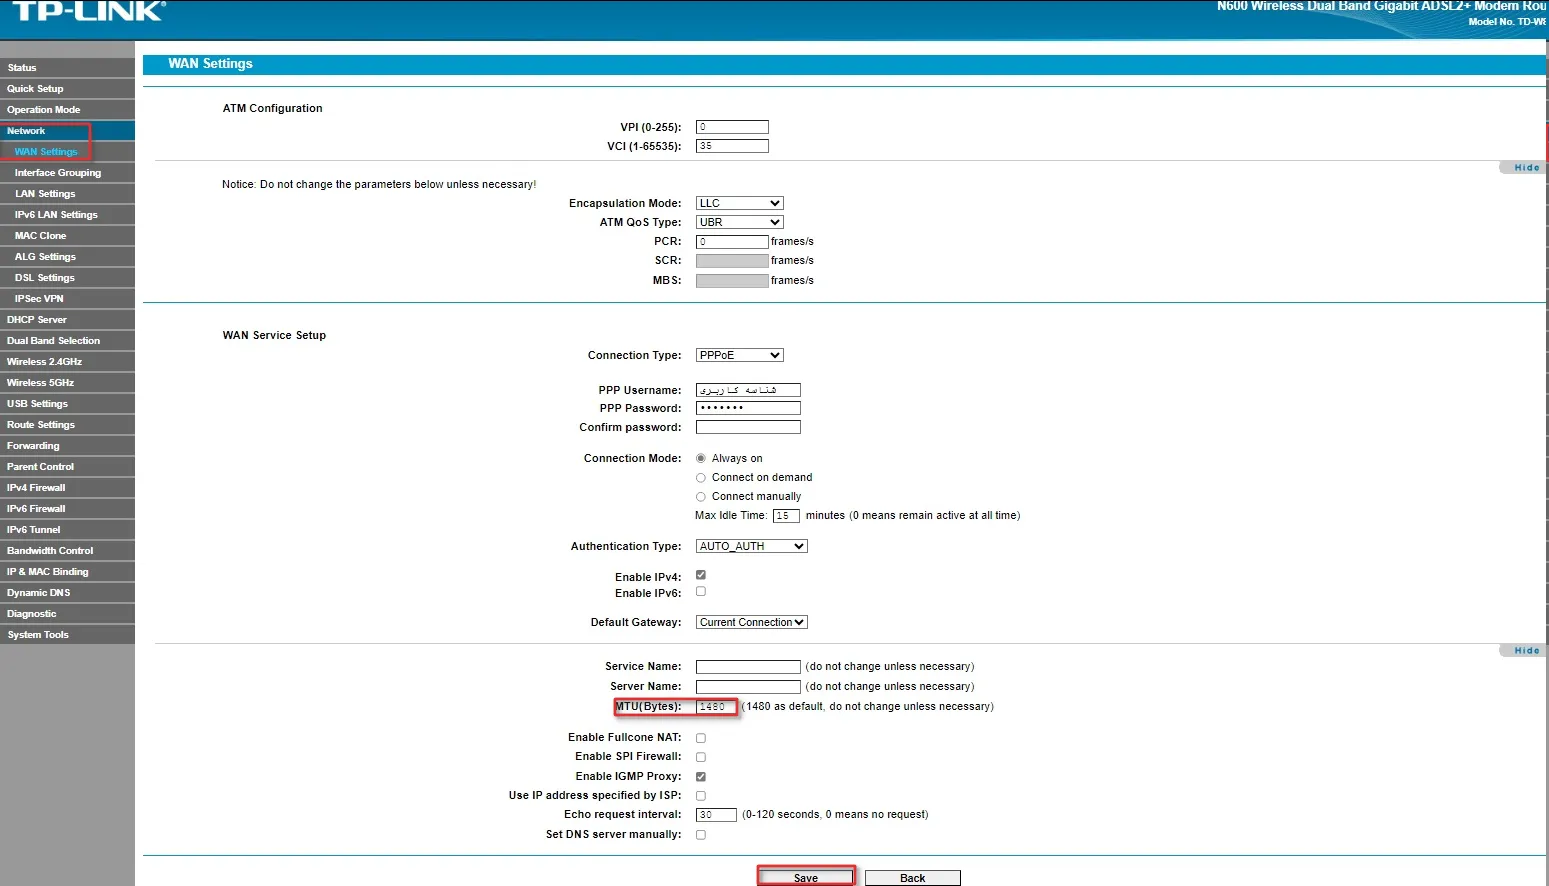 TP-LINK®
N600 Wireless Dual Band Gigabit ADSL2+ Modem Rou
Model No. TD-W8
Status
Quick Setup
Operation Mode
Network
WAN Settings
Interface Grouping
LAN Settings
IPv6 LAN Settings
MAC Clone
ALG Settings
DSL Settings
IPSec VPN
DHCP Server
Dual Band Selection
Wireless 2.4GHz
Wireless 5GHz
USB Settings
Route Settings
Forwarding
Parent Control
IPv4 Firewall
IPv6 Firewall
IPv6 Tunnel
Bandwidth Control
IP & MAC Binding
Dynamic DNS
Diagnostic
System Tools
WAN Settings
ATM Configuration
VPI (0-255): 0
VCI (1-65535): 35
Hide
Notice: Do not change the parameters below unless necessary!
Encapsulation Mode: LLC
ATM QoS Type: UBR
PCR: 0 frames/s
SCR: frames/s
MBS: frames/s
WAN Service Setup
Connection Type: PPPoE
PPP Username: شناسه کاربری
PPP Password: •••••••
Confirm password:
Connection Mode: Always on
Connect on demand
Connect manually
Max Idle Time: 15 minutes (0 means remain active at all time)
Authentication Type: AUTO_AUTH
Enable IPv4:
Enable IPv6:
Default Gateway: Current Connection
Hide
Service Name: (do not change unless necessary)
Server Name: (do not change unless necessary)
MTU(Bytes): 1480 (1480 as default, do not change unless necessary)
Enable Fullcone NAT:
Enable SPI Firewall:
Enable IGMP Proxy:
Use IP address specified by ISP:
Echo request interval: 30 (0-120 seconds, 0 means no request)
Set DNS server manually:
Save Back